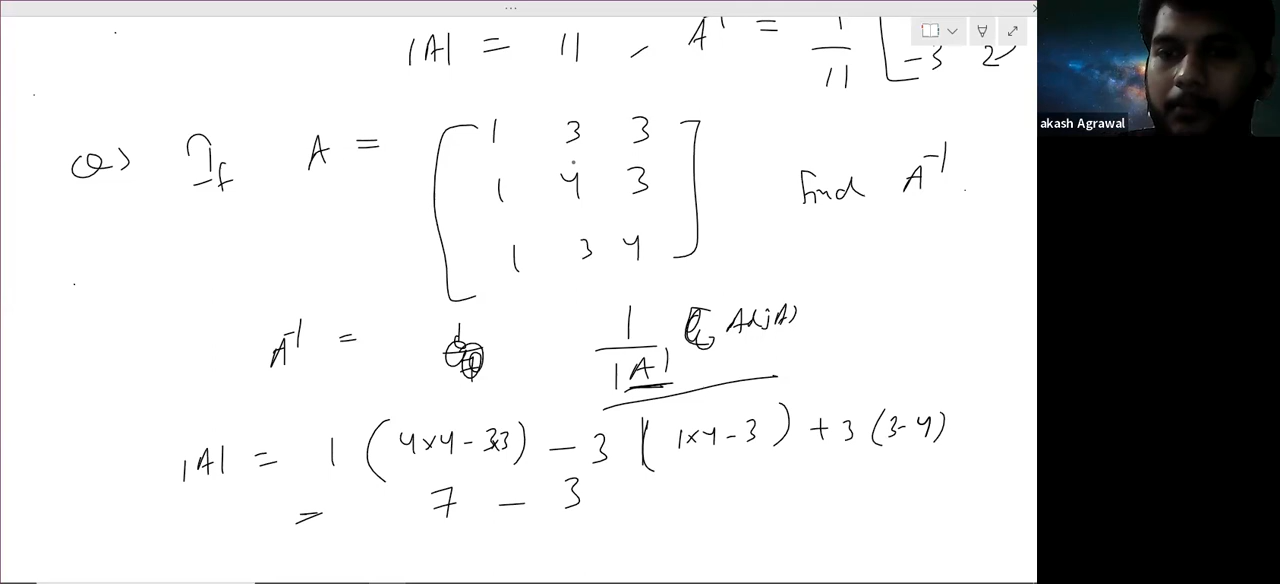 |A| = 11 , A⁻¹ = 1/11 [ -3 2
akash Agrawal
Q) If A = [ 1 3 3
1 4 3
1 3 4 ] Find A⁻¹.
A⁻¹ = 1/|A| (AdjA)
|A| = 1 (4×4-3×3) - 3 (1×4-3) + 3 (3-4)
= 7 - 3